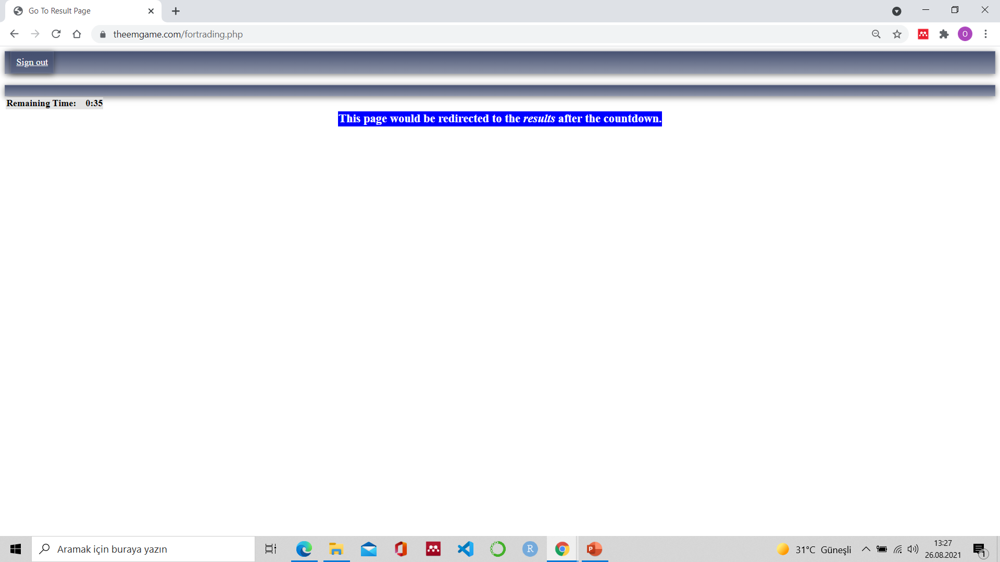 Go To Result Page
theemgame.com/fortrading.php
O
Sign out
Remaining Time: 0:35
This page would be redirected to the results after the countdown.
Aramak için buraya yazın
R
P
31°C Güneşli
13:27
26.08.2021
1